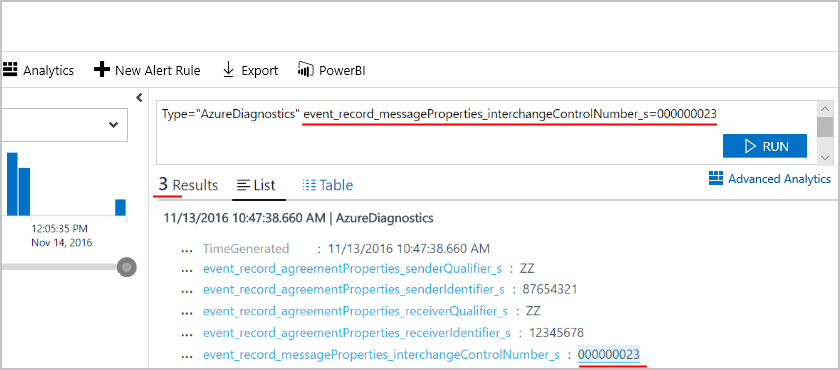 Analytics
New Alert Rule
Export
PowerBI
Type="AzureDiagnostics" event_record_messageProperties_interchangeControlNumber_s=000000023
RUN
3 Results
List
Table
Advanced Analytics
12:05:35 PM
Nov 14, 2016
11/13/2016 10:47:38.660 AM | AzureDiagnostics
... TimeGenerated : 11/13/2016 10:47:38.660 AM
... event_record_agreementProperties_senderQualifier_s : ZZ
... event_record_agreementProperties_senderIdentifier_s : 87654321
... event_record_agreementProperties_receiverQualifier_s : ZZ
... event_record_agreementProperties_receiverIdentifier_s : 12345678
... event_record_messageProperties_interchangeControlNumber_s : 000000023